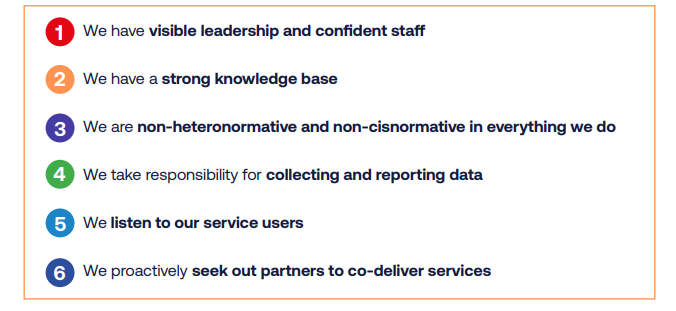 1 We have visible leadership and confident staff
2 We have a strong knowledge base
3 We are non-heteronormative and non-cisnormative in everything we do
4 We take responsibility for collecting and reporting data
5 We listen to our service users
6 We proactively seek out partners to co-deliver services